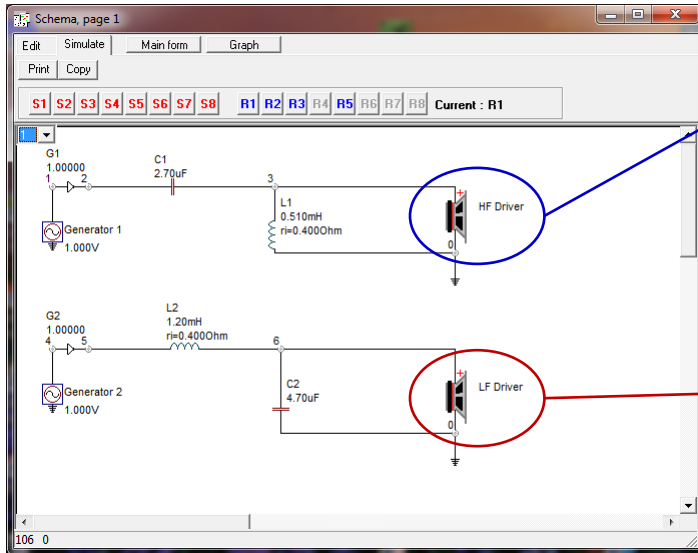 Schema, page 1
Edit Simulate Main form Graph
Print Copy
S1 S2 S3 S4 S5 S6 S7 S8 R1 R2 R3 R4 R5 R6 R7 R8 Current : R1
1
G1
1.00000
1 2
C1
2.70uF
3
L1
0.510mH
ri=0.400Ohm
+
HF Driver
0
Generator 1
1.000V
G2
1.00000
4 5
L2
1.20mH
ri=0.400Ohm
6
C2
4.70uF
+
LF Driver
0
Generator 2
1.000V
106 0